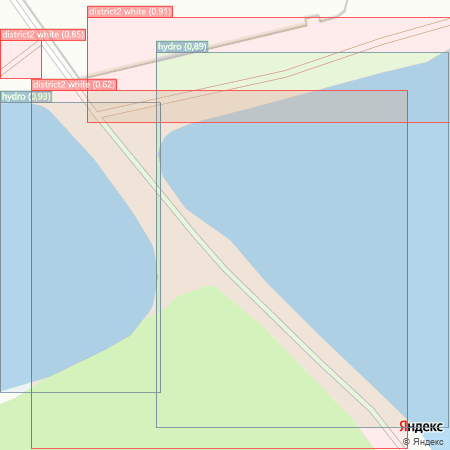 district2 white (0.91)
district2 white (0.85)
hydro (0,89)
district2 white (0.62)
hydro (0,93)
Яндекс
© Яндекс